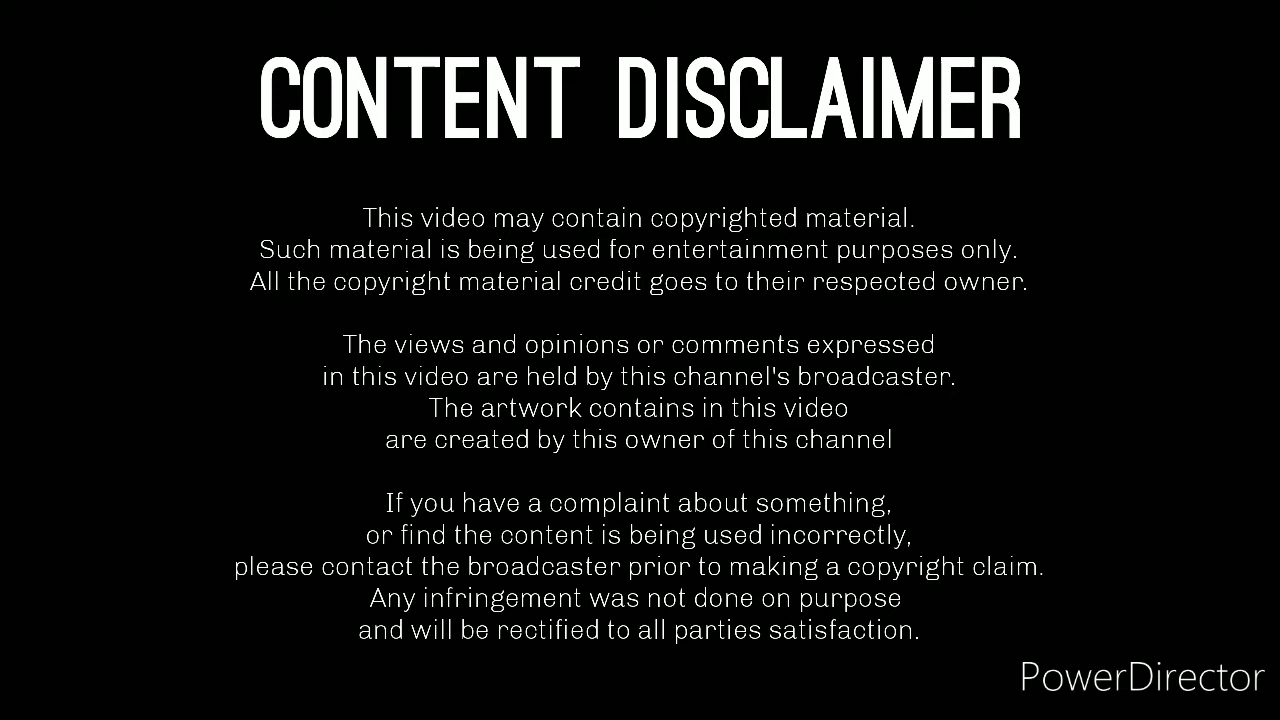 CONTENT DISCLAIMER
This video may contain copyrighted material.
Such material is being used for entertainment purposes only.
All the copyright material credit goes to their respected owner.
The views and opinions or comments expressed
in this video are held by this channel's broadcaster.
The artwork contains in this video
are created by this owner of this channel
If you have a complaint about something,
or find the content is being used incorrectly,
please contact the broadcaster prior to making a copyright claim.
Any infringement was not done on purpose
and will be rectified to all parties satisfaction.
PowerDirector